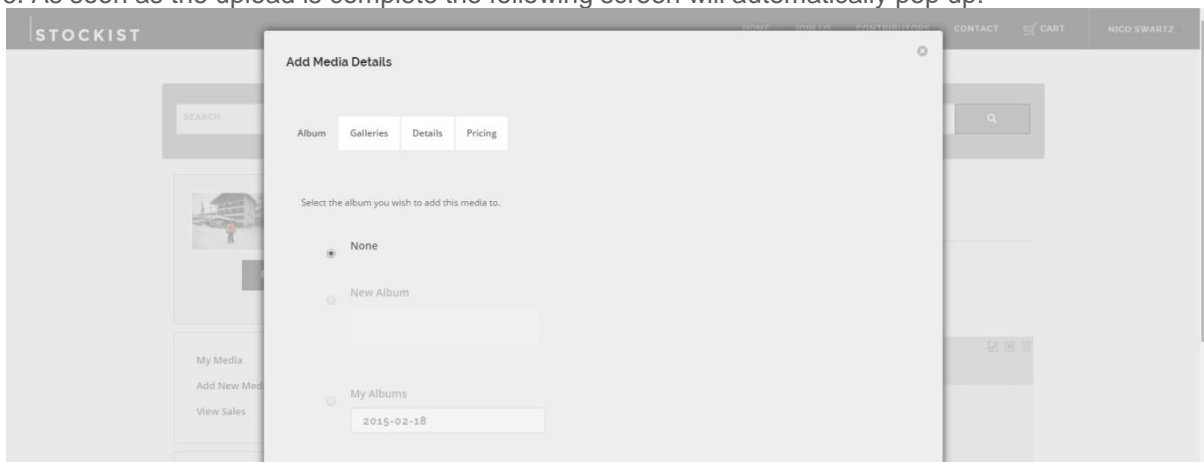 As soon as the upload is complete the following screen will automatically pop up.
STOCKIST
HOME JOIN US CONTRIBUTORS CONTACT CART NICO SWARTZ
Add Media Details
SEARCH
Album Galleries Details Pricing
Select the album you wish to add this media to.
None
New Album
My Media
Add New Med
My Albums
View Sales
2015-02-18